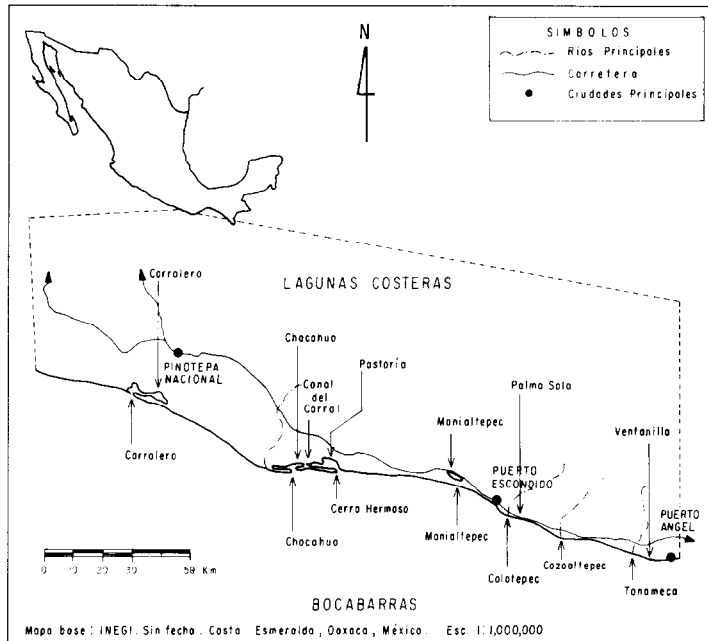 N
SIMBOLOS
Rios Principales
Carretera
Ciudades Principales
LAGUNAS COSTERAS
Corralero
PINOTEPA
NACIONAL
Chacahua
Canal
del
Corral
Pastoría
Manialtepec
Palma Sola
PUERTO
ESCONDIDO
Ventanilla
PUERTO
ANGEL
Corralero
Chacahua
Cerro Hermoso
Manialtepec
Colotepec
Cozoaltepec
Tonameca
0 10 20 30 50 Km
BOCABARRAS
Mapa base: INEGI. Sin fecha. Costa Esmeralda, Oaxaca, México. Esc. 1:1,000,000